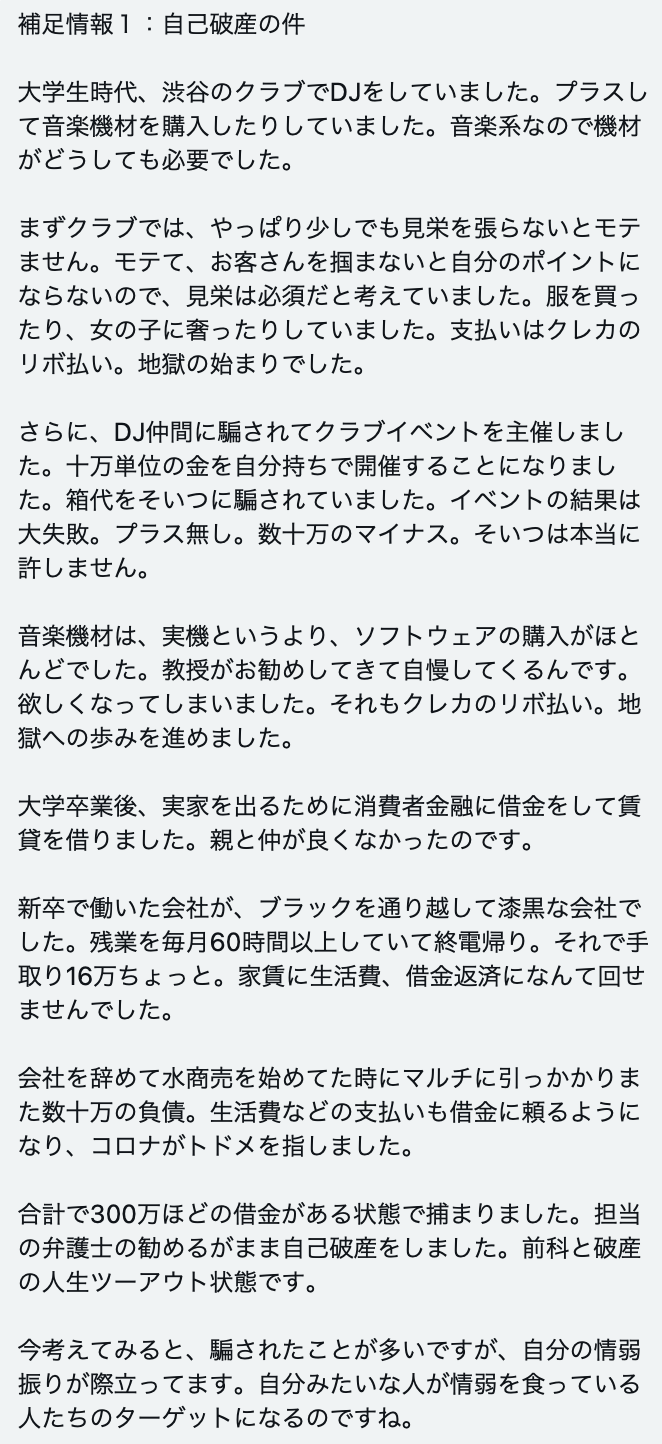 補足情報１：自己破産の件
大学生時代、渋谷のクラブでDJをしていました。プラスし
て音楽機材を購入したりしていました。音楽系なので機材
がどうしても必要でした。
まずクラブでは、やっぱり少しでも見栄を張らないとモテ
ません。モテて、お客さんを掴まないと自分のポイントに
ならないので、見栄は必須だと考えていました。服を買っ
たり、女の子に奢ったりしていました。支払いはクレカの
リボ払い。地獄の始まりでした。
さらに、DJ仲間に騙されてクラブイベントを主催しまし
た。十万単位の金を自分持ちで開催することになりまし
た。箱代をそいつに騙されていました。イベントの結果は
大失敗。プラス無し。数十万のマイナス。そいつは本当に
許しません。
音楽機材は、実機というより、ソフトウェアの購入がほと
んどでした。教授がお勧めしてきて自慢してくるんです。
欲しくなってしまいました。それもクレカのリボ払い。地
獄への歩みを進めました。
大学卒業後、実家を出るために消費者金融に借金をして賃
貸を借りました。親と仲が良くなかったのです。
新卒で働いた会社が、ブラックを通り越して漆黒な会社で
した。残業を毎月60時間以上していて終電帰り。それで手
取り16万ちょっと。家賃に生活費、借金返済になんて回せ
ませんでした。
会社を辞めて水商売を始めてた時にマルチに引っかかりま
た数十万の負債。生活費などの支払いも借金に頼るように
なり、コロナがトドメを指しました。
合計で300万ほどの借金がある状態で捕まりました。担当
の弁護士の勧めるがまま自己破産をしました。前科と破産
の人生ツーアウト状態です。
今考えてみると、騙されたことが多いですが、自分の情弱
振りが際立ってます。自分みたいな人が情弱を食っている
人たちのターゲットになるのですね。